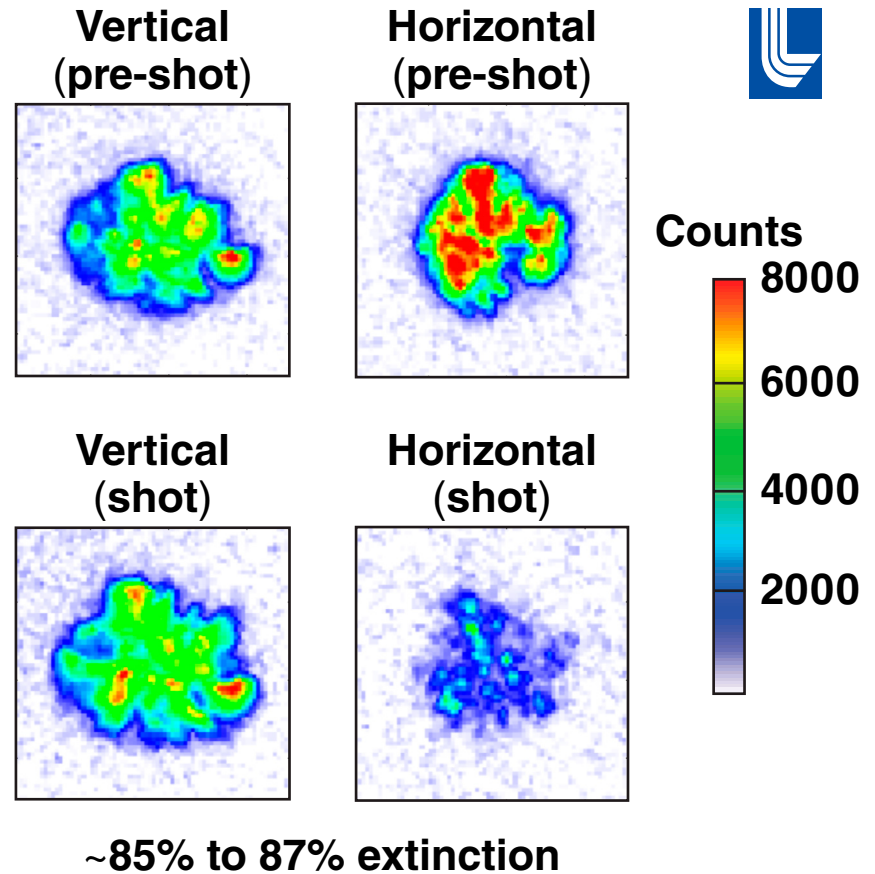 Vertical
(pre-shot)
Horizontal
(pre-shot)
Counts
8000
6000
4000
2000
Vertical
(shot)
Horizontal
(shot)
~85% to 87% extinction